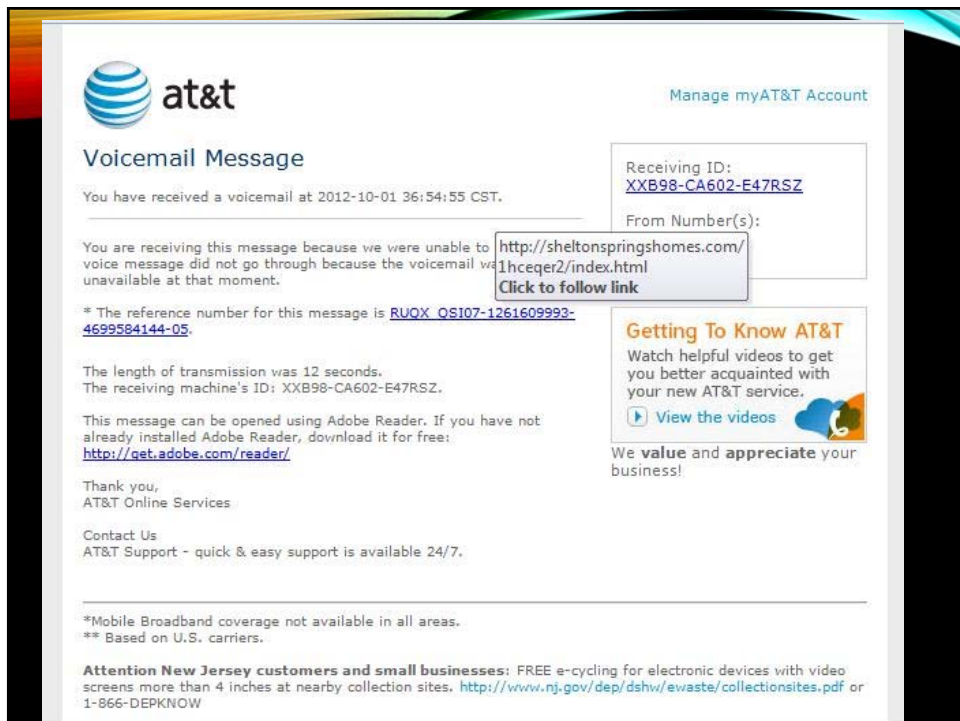 at&t
Manage myAT&T Account
Voicemail Message
You have received a voicemail at 2012-10-01 36:54:55 CST.
You are receiving this message because we were unable to
voice message did not go through because the voicemail wa
unavailable at that moment.
* The reference number for this message is RUQX_QSI07-1261609993-
4699584144-05.
The length of transmission was 12 seconds.
The receiving machine's ID: XXB98-CA602-E47RSZ.
This message can be opened using Adobe Reader. If you have not
already installed Adobe Reader, download it for free:
http://get.adobe.com/reader/
Thank you,
AT&T Online Services
Contact Us
AT&T Support - quick & easy support is available 24/7.
Receiving ID:
XXB98-CA602-E47RSZ
From Number(s):
http://sheltonspringshomes.com/
1hceqer2/index.html
Click to follow link
Getting To Know AT&T
Watch helpful videos to get
you better acquainted with
your new AT&T service.
View the videos
We value and appreciate your
business!
*Mobile Broadband coverage not available in all areas.
** Based on U.S. carriers.
Attention New Jersey customers and small businesses: FREE e-cycling for electronic devices with video
screens more than 4 inches at nearby collection sites. http://www.nj.gov/dep/dshw/ewaste/collectionsites.pdf or
1-866-DEPKNOW